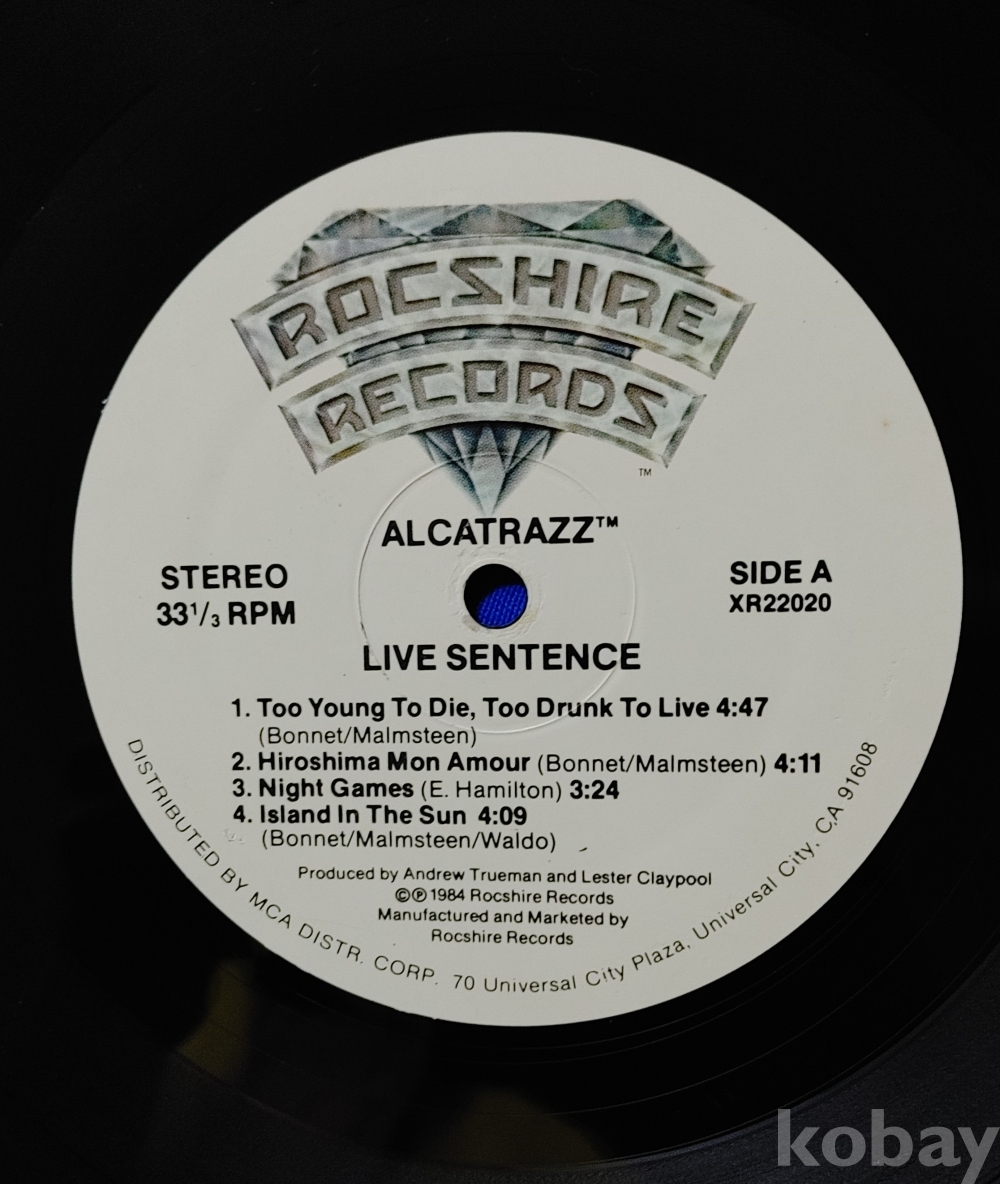 ROCSHIRE
RECORDS
TM
ALCATRAZZ™
STEREO
33 1/3 RPM
SIDE A
XR22020
LIVE SENTENCE
1. Too Young To Die, Too Drunk To Live 4:47
(Bonnet/Malmsteen)
2. Hiroshima Mon Amour (Bonnet/Malmsteen) 4:11
3. Night Games (E. Hamilton) 3:24
4. Island In The Sun 4:09
(Bonnet/Malmsteen/Waldo)
Produced by Andrew Trueman and Lester Claypool
©℗ 1984 Rocshire Records
Manufactured and Marketed by
Rocshire Records
DISTRIBUTED BY MCA DISTR. CORP. 70 Universal City Plaza, Universal City, CA 91608
kobay